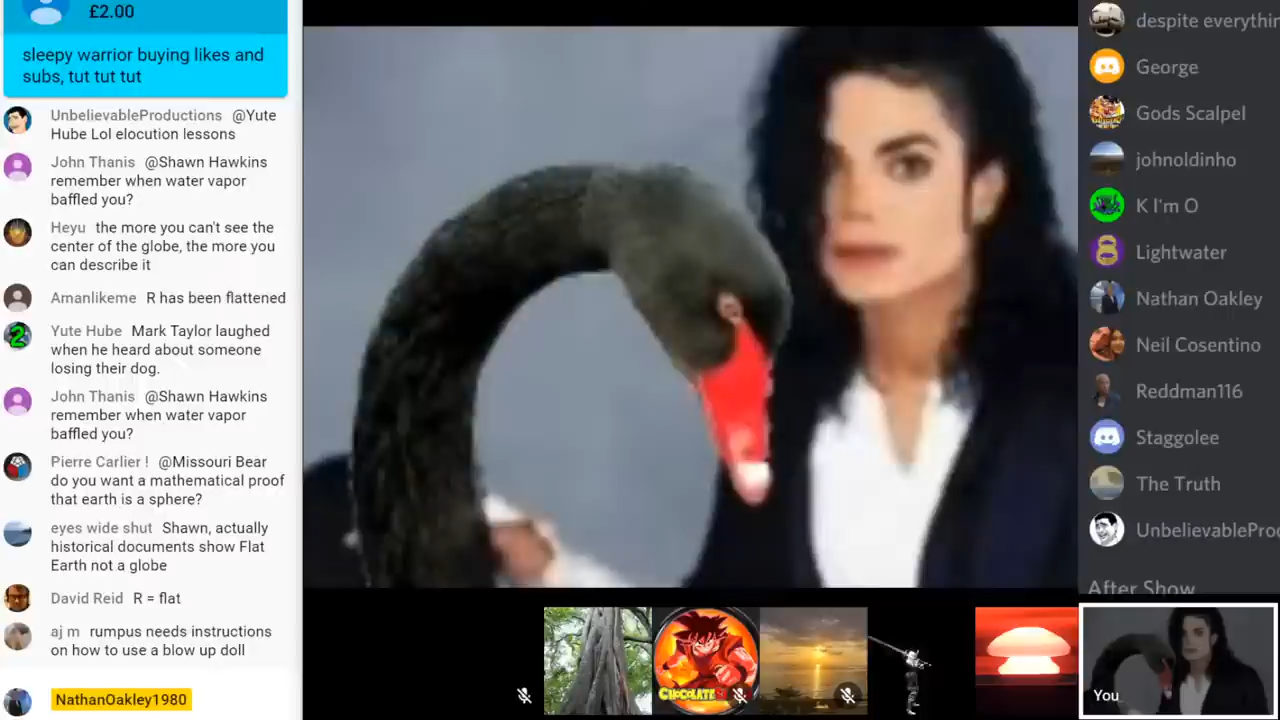 £2.00
sleepy warrior buying likes and
subs, tut tut tut
UnbelievableProductions @Yute
Hube Lol elocution lessons
John Thanis @Shawn Hawkins
remember when water vapor
baffled you?
Heyu the more you can't see the
center of the globe, the more you
can describe it
Amanlikeme R has been flattened
Yute Hube Mark Taylor laughed
when he heard about someone
losing their dog.
John Thanis @Shawn Hawkins
remember when water vapor
baffled you?
Pierre Carlier ! @Missouri Bear
do you want a mathematical proof
that earth is a sphere?
eyes wide shut Shawn, actually
historical documents show Flat
Earth not a globe
David Reid R = flat
aj m rumpus needs instructions
on how to use a blow up doll
NathanOakley1980
CHOCOLATE
You
despite everythin
George
Gods Scalpel
johnoldinho
K I'm O
Lightwater
Nathan Oakley
Neil Cosentino
Reddman116
Staggolee
The Truth
UnbelievablePro
After Show